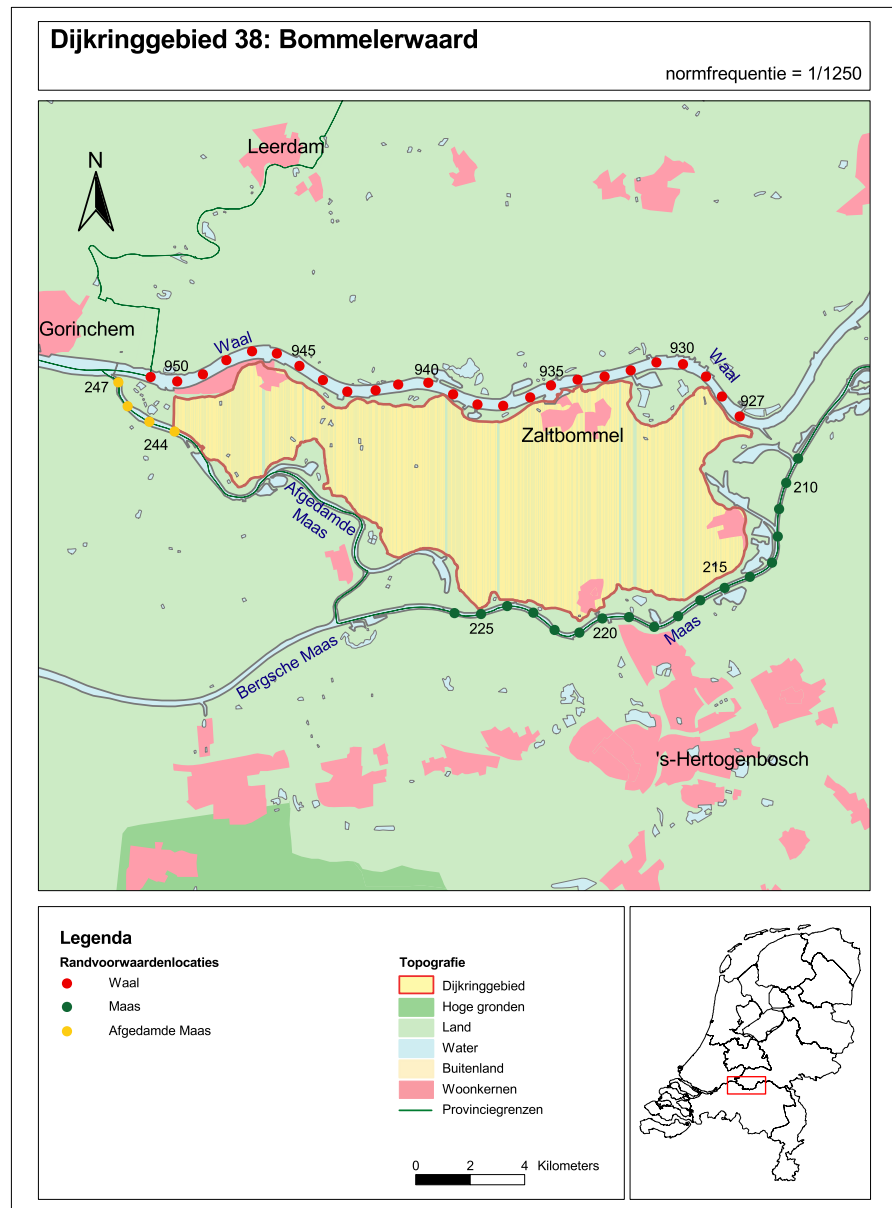 Dijkringgebied 38: Bommelerwaard
normfrequentie = 1/1250
Leerdam
N
Gorinchem
Waal
950
945
940
935
930
Waal
927
247
244
Zaltbommel
Afgedamde
Maas
210
215
225
220
Maas
Bergsche Maas
's-Hertogenbosch
Legenda
Randvoorwaardenlocaties
Waal
Maas
Afgedamde Maas
Topografie
Dijkringgebied
Hoge gronden
Land
Water
Buitenland
Woonkernen
Provinciegrenzen
0 2 4 Kilometers